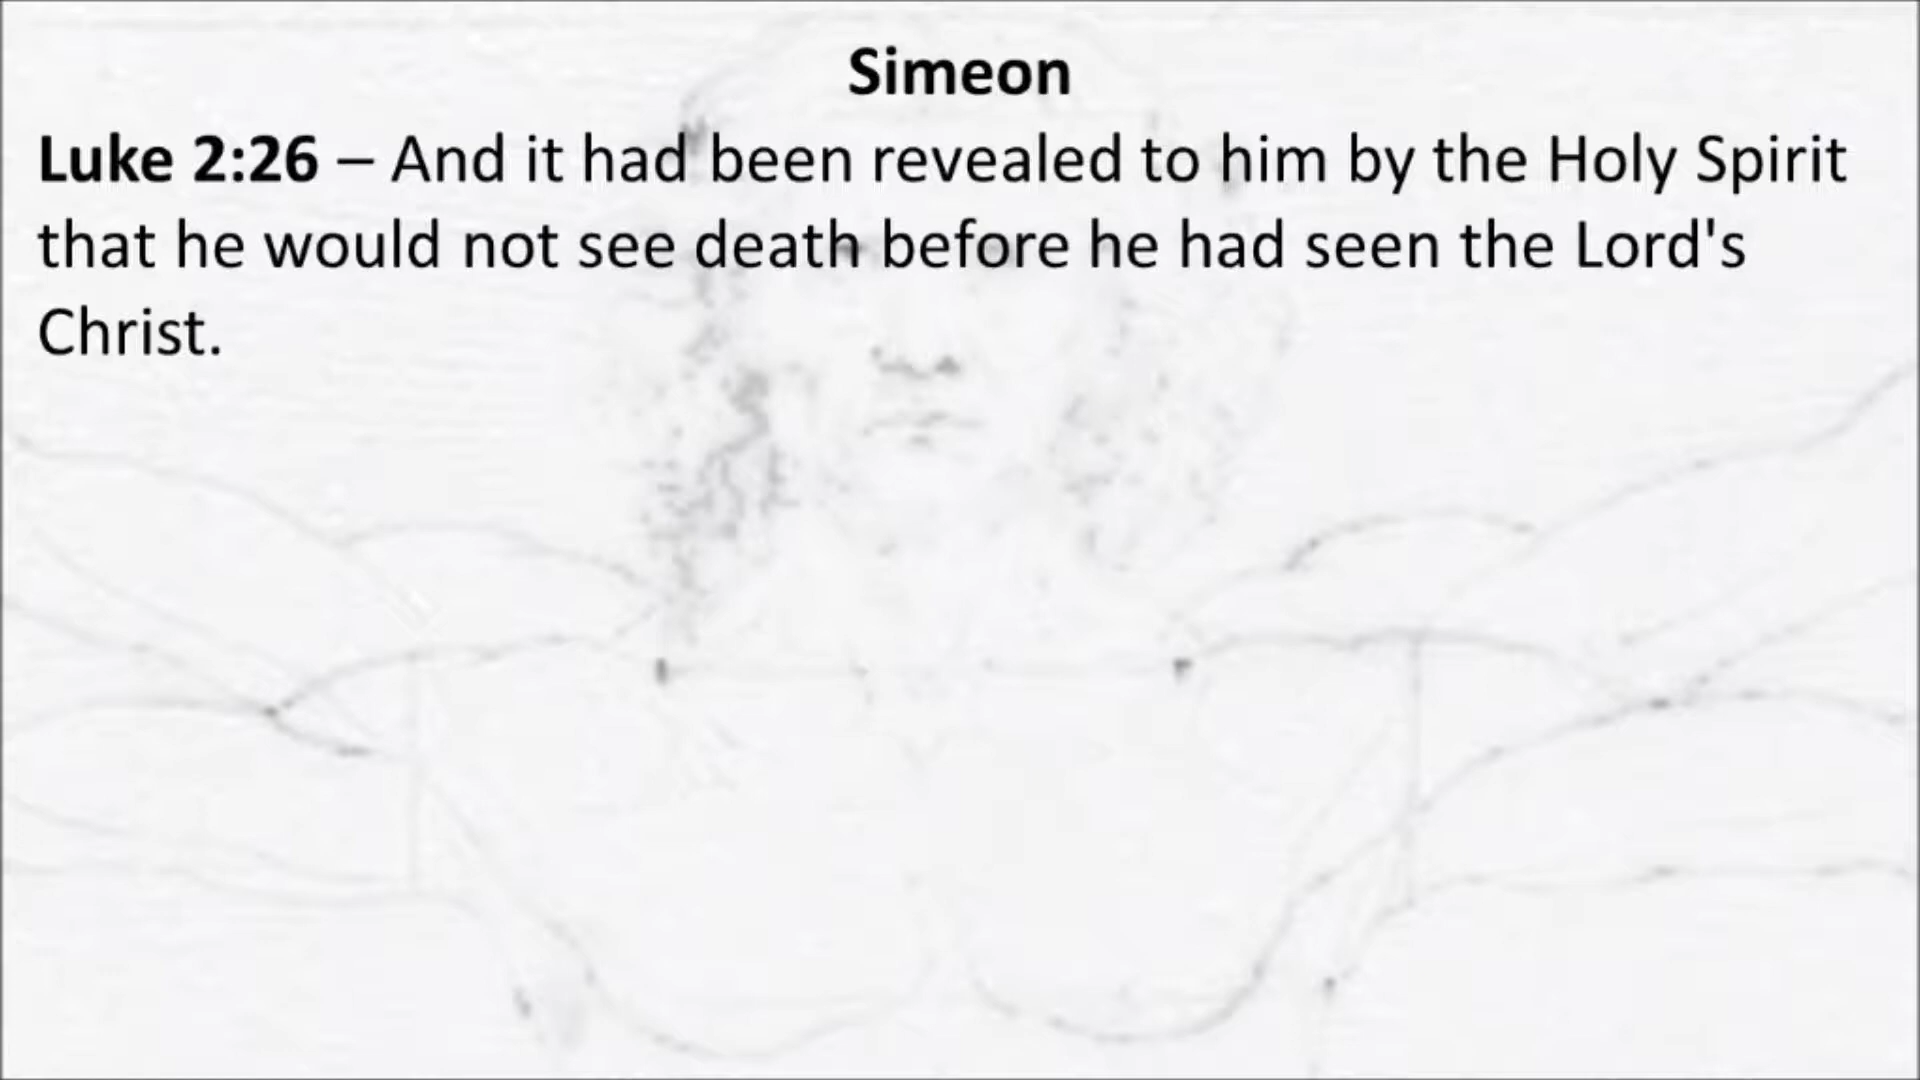 Simeon
Luke 2:26 – And it had been revealed to him by the Holy Spirit
that he would not see death before he had seen the Lord's
Christ.